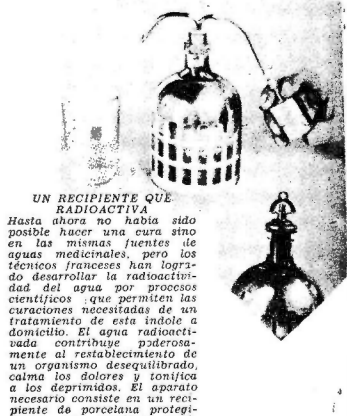 UN RECIPIENTE QUE
RADIOACTIVA
Hasta ahora no había sido
posible hacer una cura sino
en las mismas fuentes de
aguas medicinales, pero los
técnicos franceses han logra-
do desarrollar la radioactivi-
dad del agua por procesos
científicos que permiten las
curaciones necesitadas de un
tratamiento de esta índole a
domicilio. El agua radioacti-
vada contribuye poderosa-
mente al restablecimiento de
un organismo desequilibrado,
calma los dolores y tonifica
a los deprimidos. El aparato
necesario consiste en un reci-
piente de porcelana protegi-